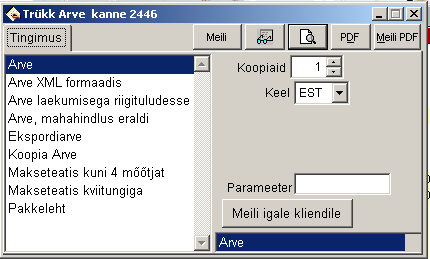 Trükk Arve kanne 2446
Tingimus
Meili
PDF
Meili PDF
Arve
Arve XML formaadis
Arve laekumisega riigituludesse
Arve, mahahindlus eraldi
Ekspordiarve
Koopia Arve
Makseteatis kuni 4 mõõtjat
Makseteatis kviitungiga
Pakkeleht
Koopiaid 1
Keel EST
Parameeter
Meili igale kliendile
Arve